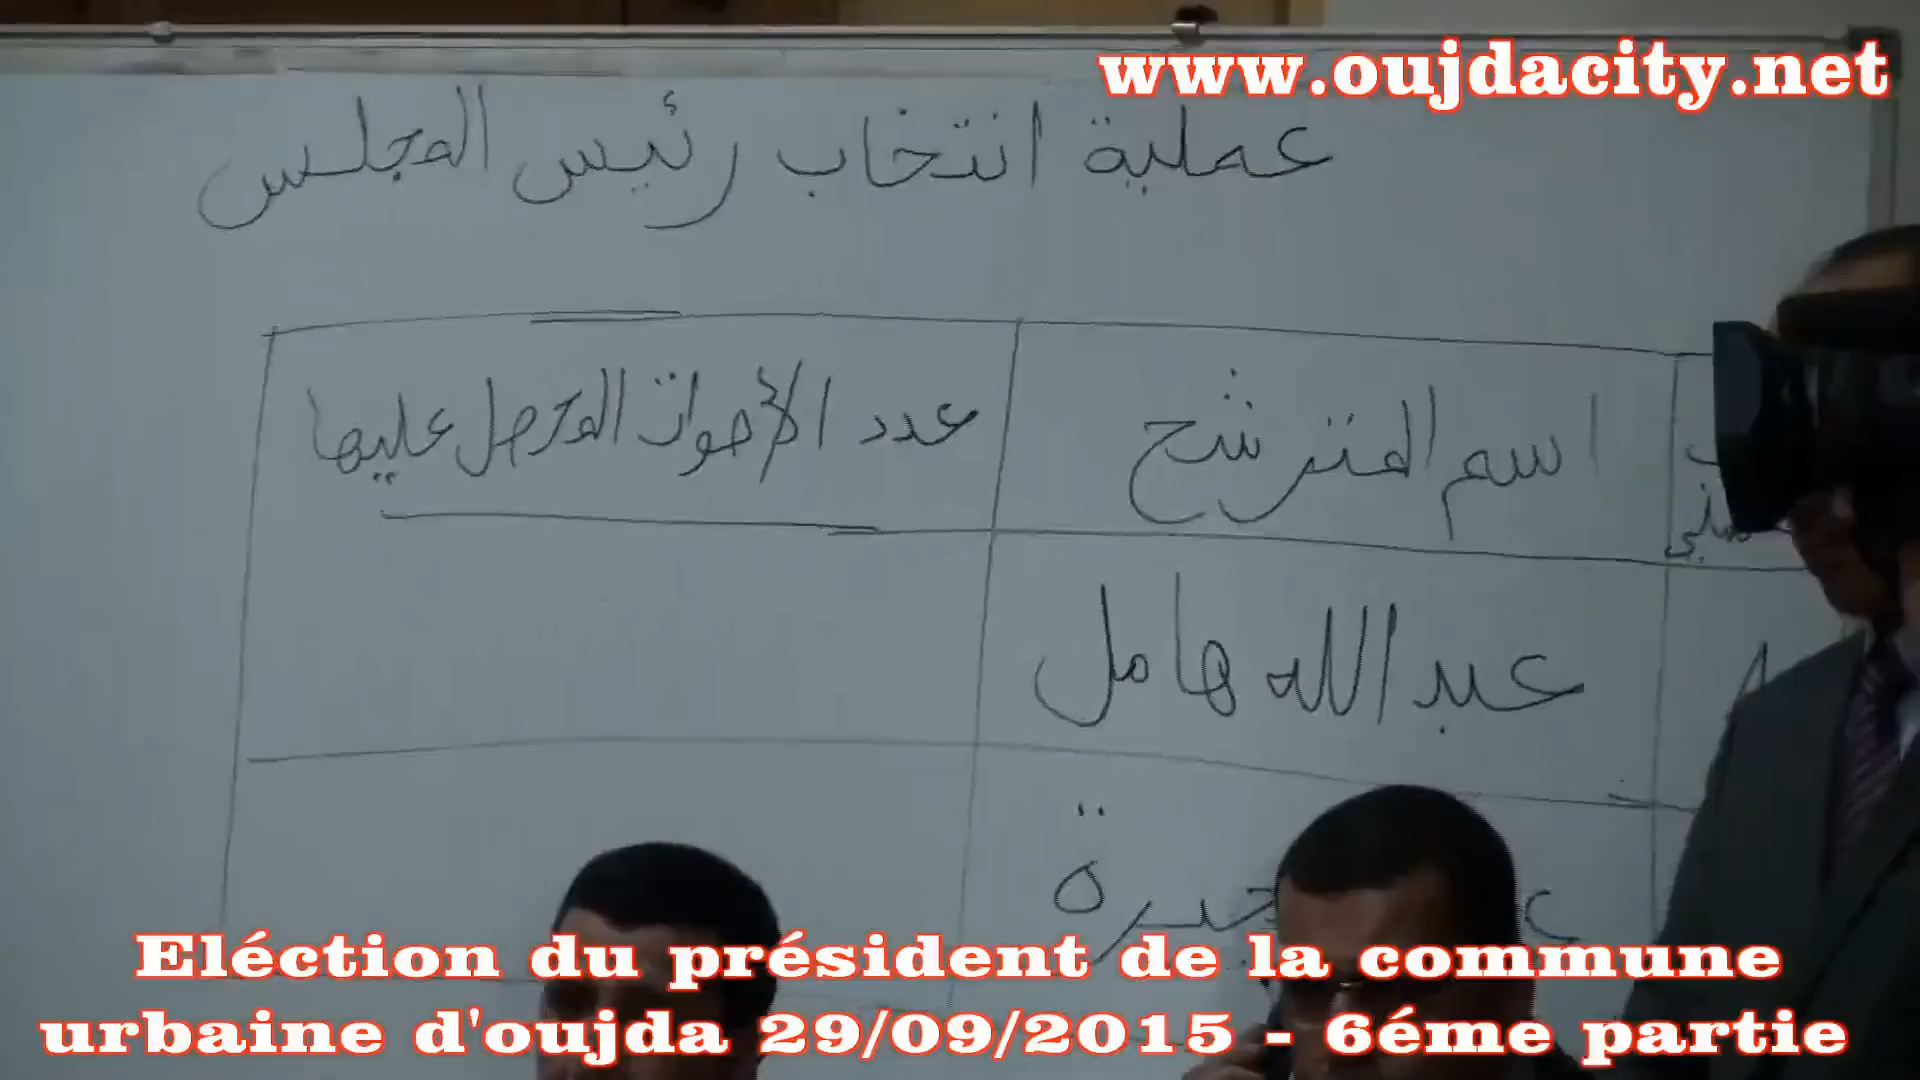 www.oujdacity.net
عملية انتخاب رئيس المجلس
اسم المترشح
عدد الأصوات المحصل عليها
عبد الله هامل
Eléction du président de la commune
urbaine d'oujda 29/09/2015 - 6éme partie